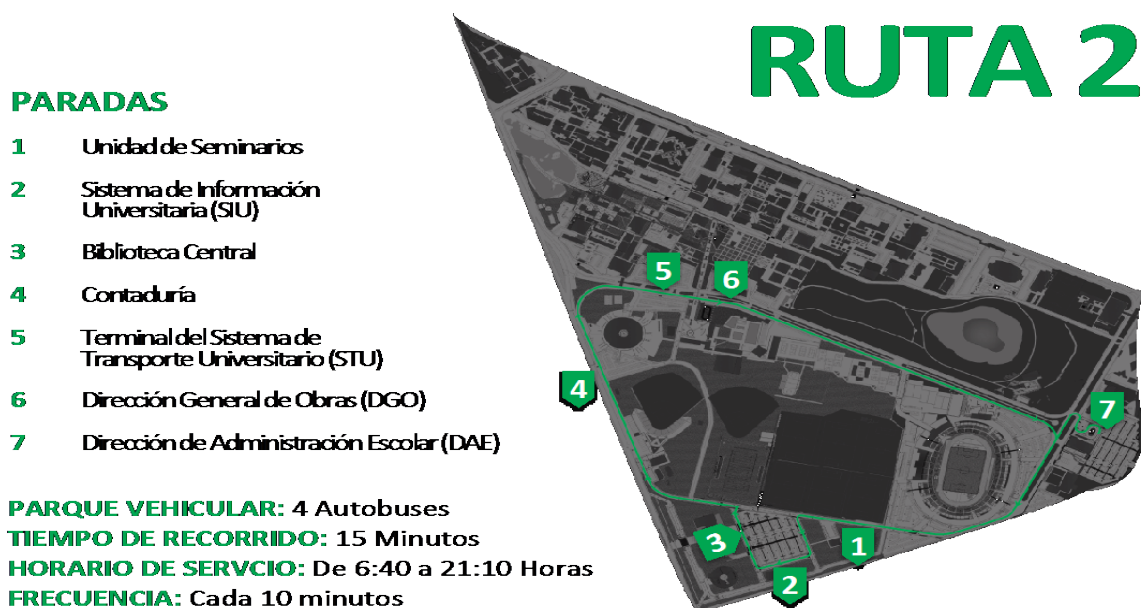 RUTA 2
PARADAS
1 Unidad de Seminarios
2 Sistema de Información
Universitaria (SIU)
3 Biblioteca Central
4 Contaduría
5 Terminal del Sistema de
Transporte Universitario (STU)
6 Dirección General de Obras (DGO)
7 Dirección de Administración Escolar (DAE)
PARQUE VEHICULAR: 4 Autobuses
TIEMPO DE RECORRIDO: 15 Minutos
HORARIO DE SERVCIO: De 6:40 a 21:10 Horas
FRECUENCIA: Cada 10 minutos
5
6
4
7
3
1
2